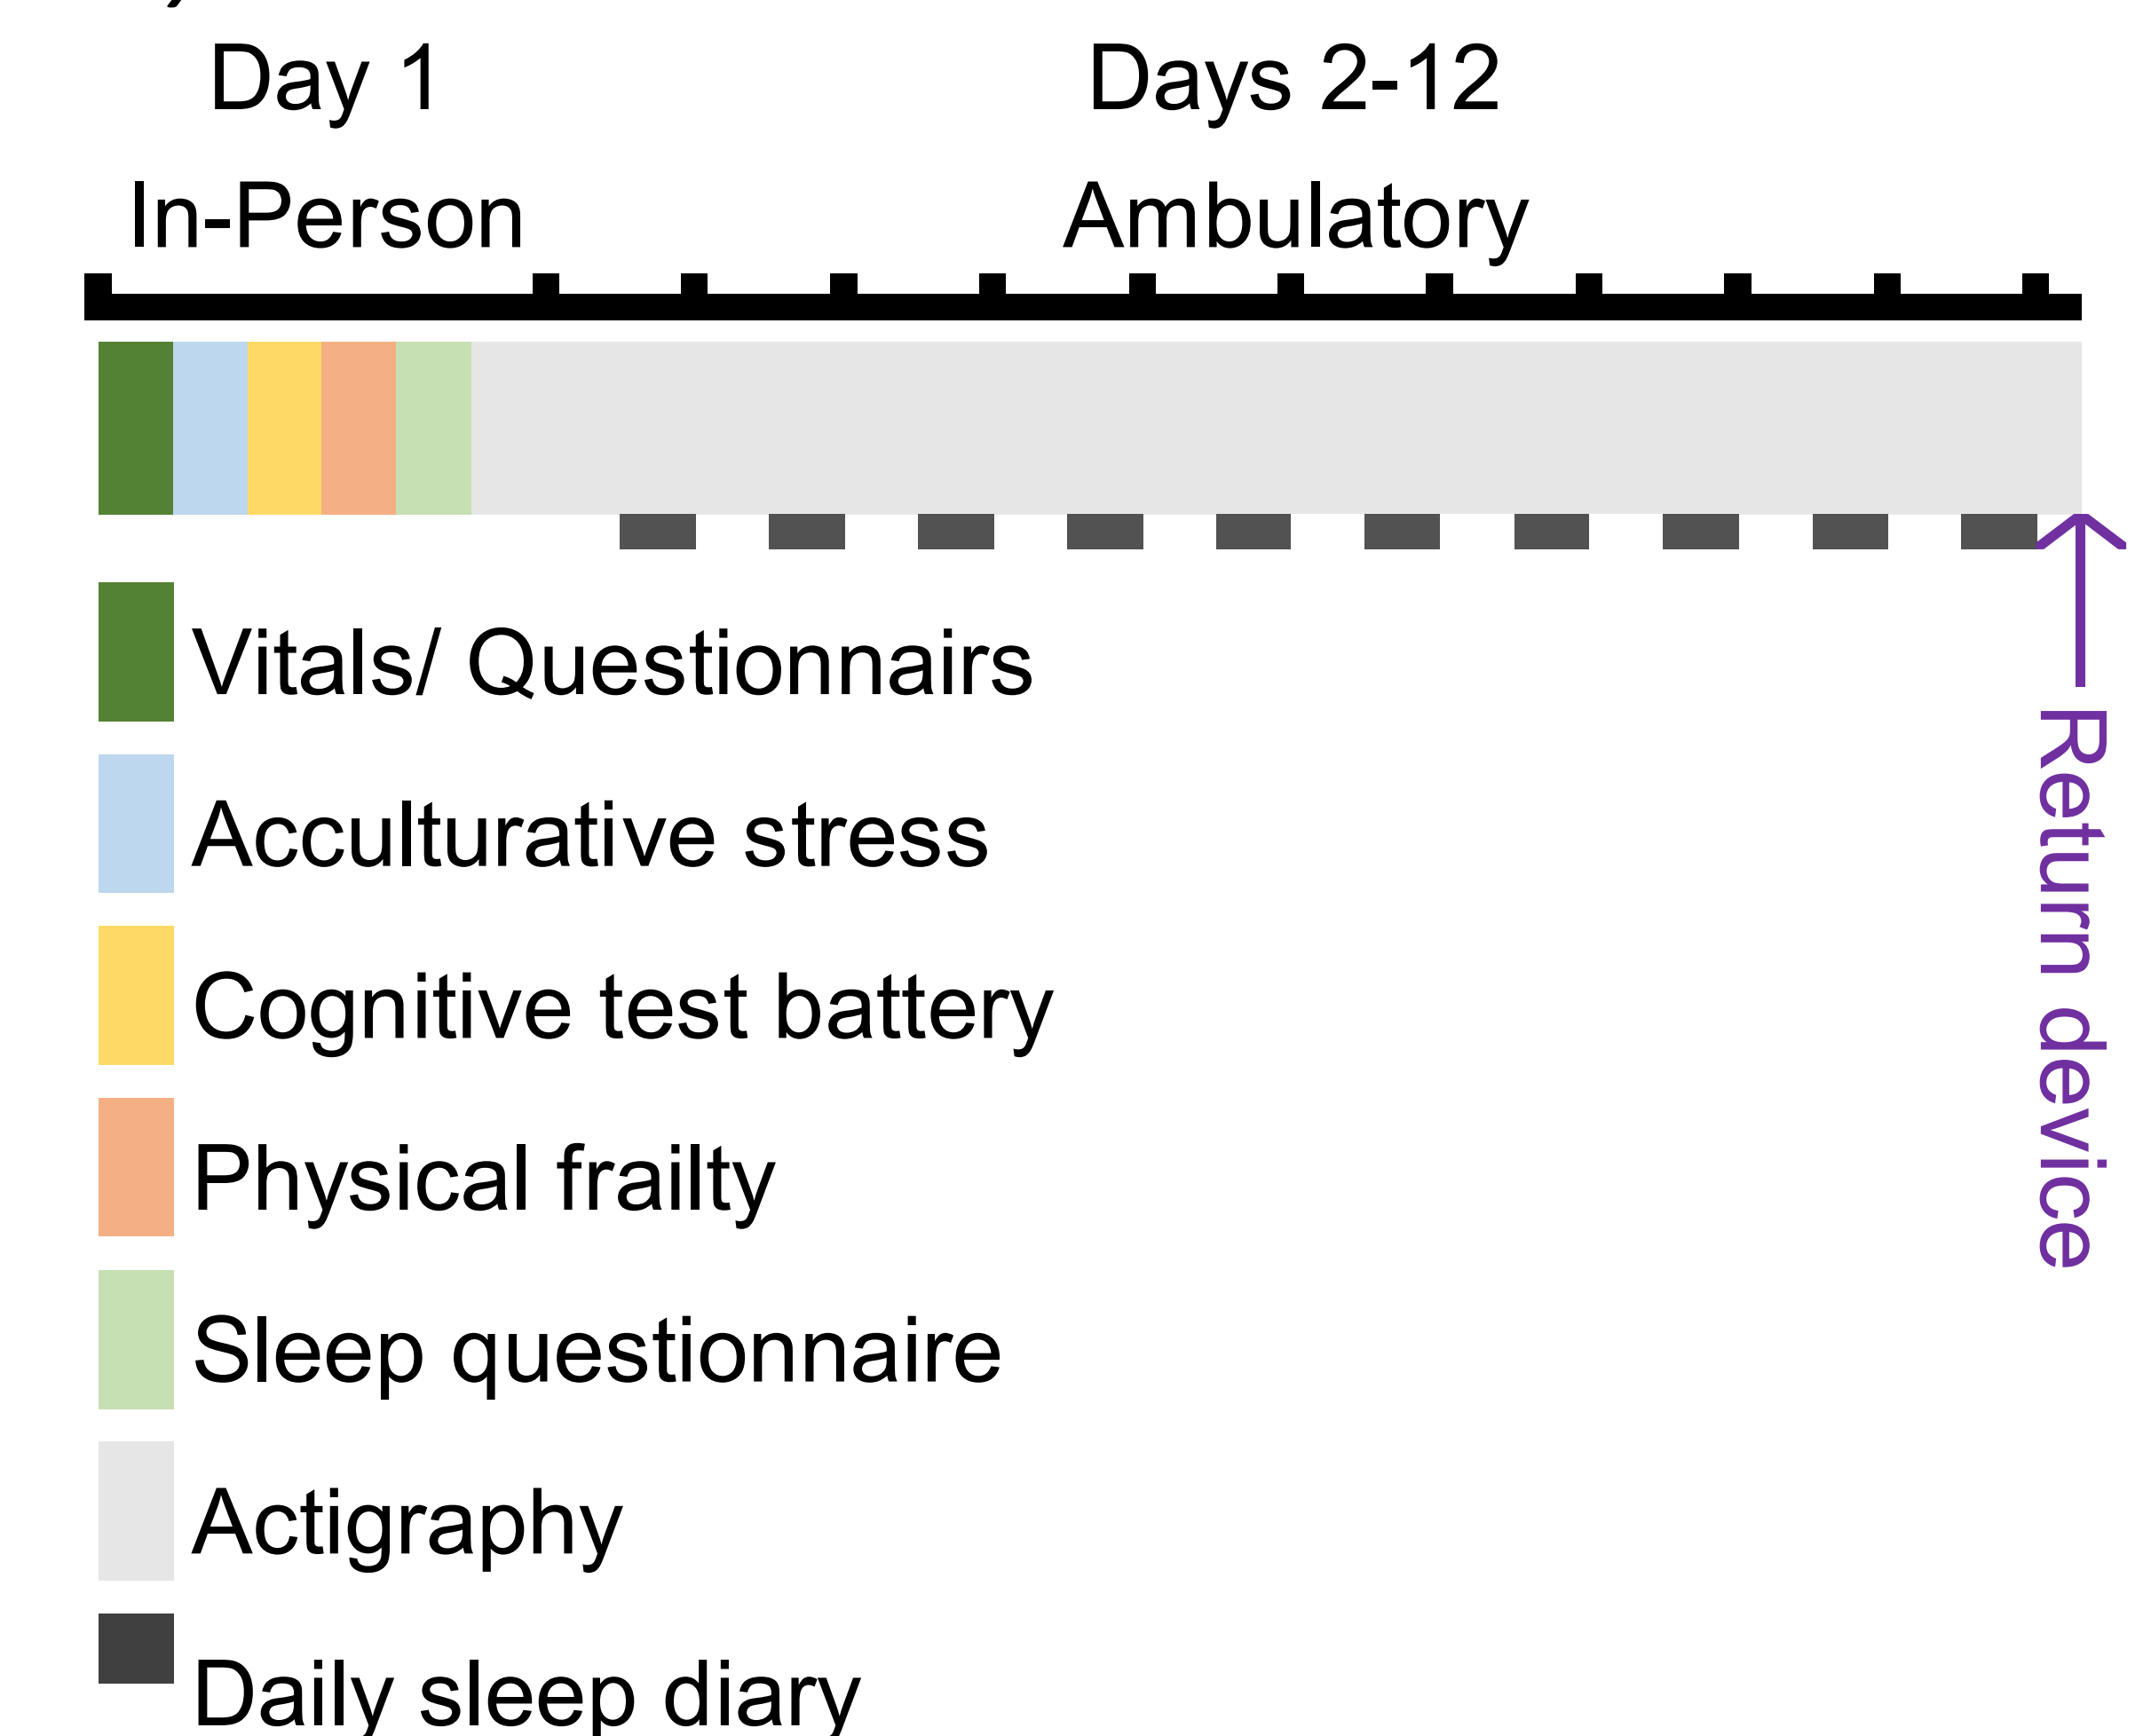 Day 1
Days 2-12
In-Person
Ambulatory
Vitals/ Questionnairs
Acculturative stress
Cognitive test battery
Physical frailty
Sleep questionnaire
Actigraphy
Daily sleep diary
Return device